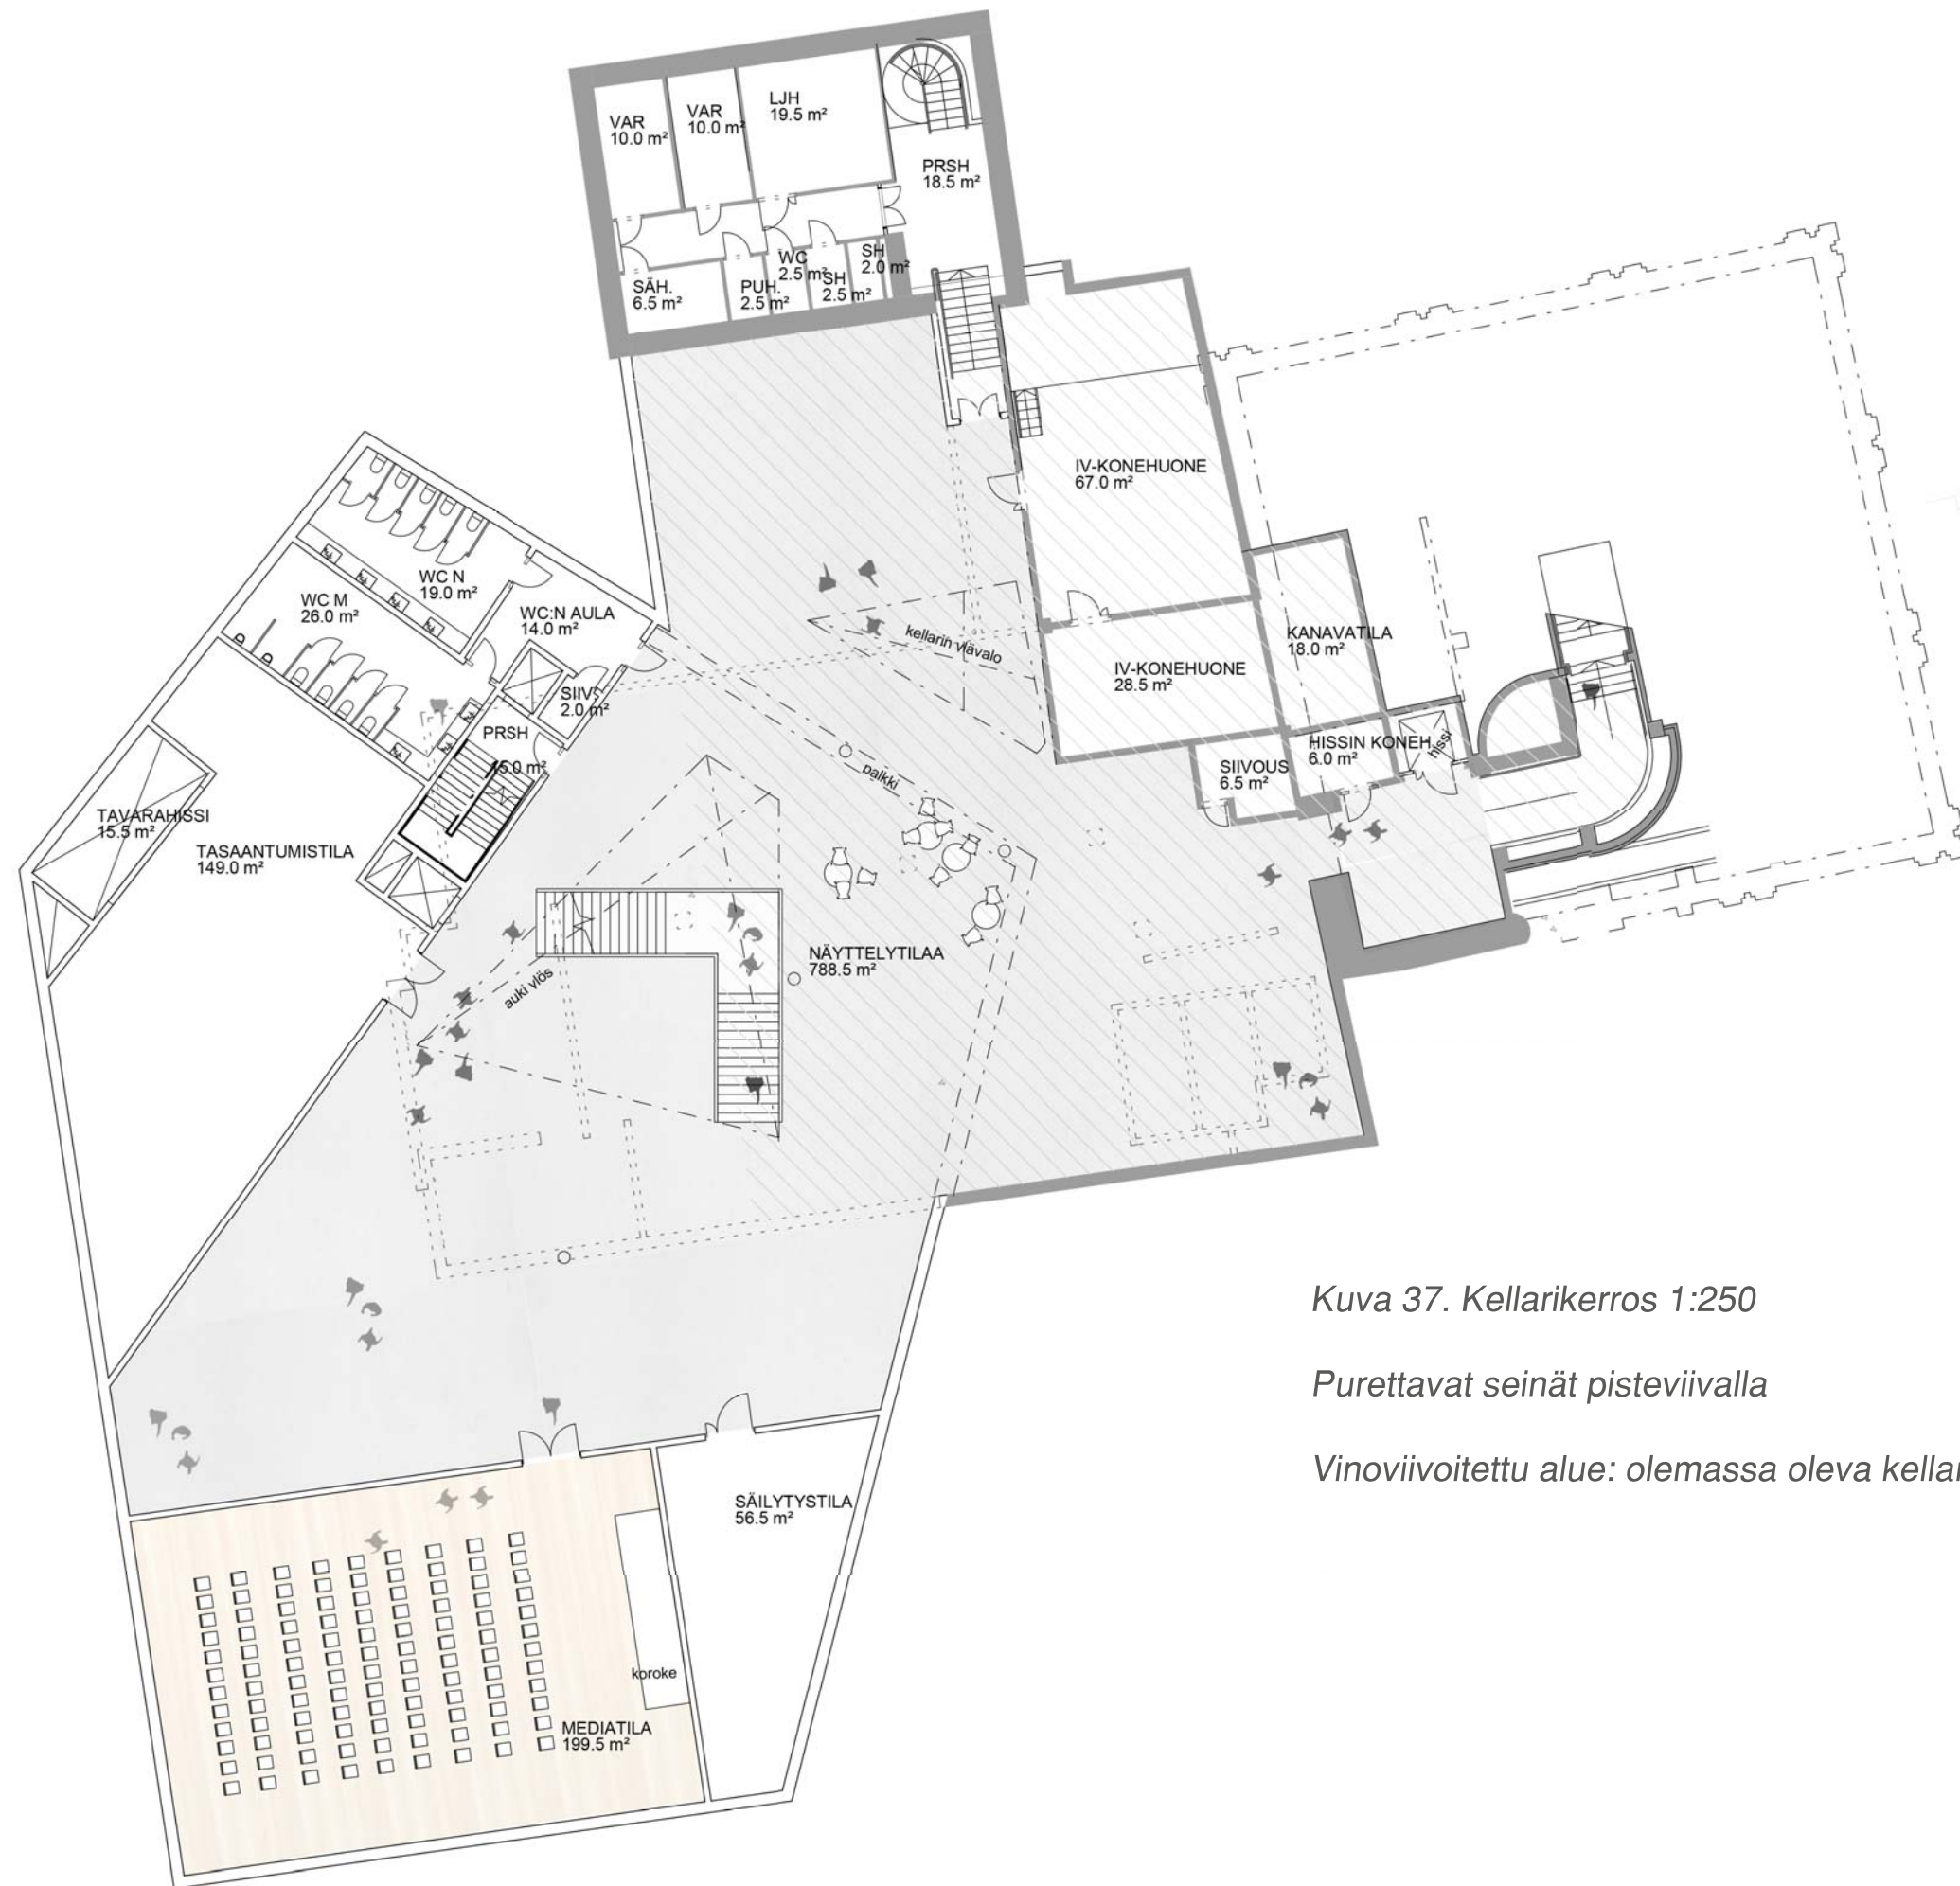 VAR
10.0 m²
VAR
10.0 m²
LJH
19.5 m²
PRSH
18.5 m²
SÄH.
6.5 m²
PUH.
2.5 m²
WC
2.5 m²
SH
2.5 m²
SH
2.0 m²
IV-KONEHUONE
67.0 m²
WC N
19.0 m²
WC M
26.0 m²
WC:N AULA
14.0 m²
SIIV.
2.0 m²
PRSH
kellarin ylävalo
IV-KONEHUONE
28.5 m²
KANAVATILA
18.0 m²
HISSIN KONEH.
6.0 m²
hissi
SIIVOUS
6.5 m²
palkki
TAVARAHISSI
15.5 m²
TASAANTUMISTILA
149.0 m²
NÄYTTELYTILAA
788.5 m²
auki ylös
Kuva 37. Kellarikerros 1:250
Purettavat seinät pisteviivalla
Vinoviivoitettu alue: olemassa oleva kellar
SÄILYTYSTILA
56.5 m²
koroke
MEDIATILA
199.5 m²